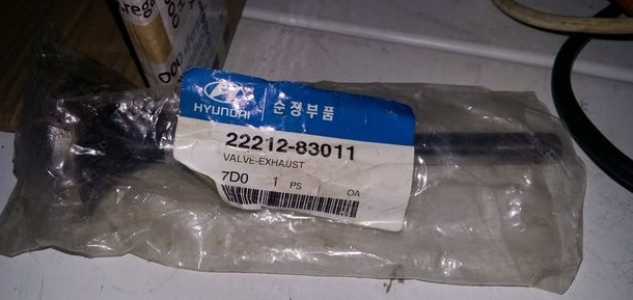 HYUNDAI 순정부품
22212-83011
VALVE-EXHAUST
7D0 1 PS OA